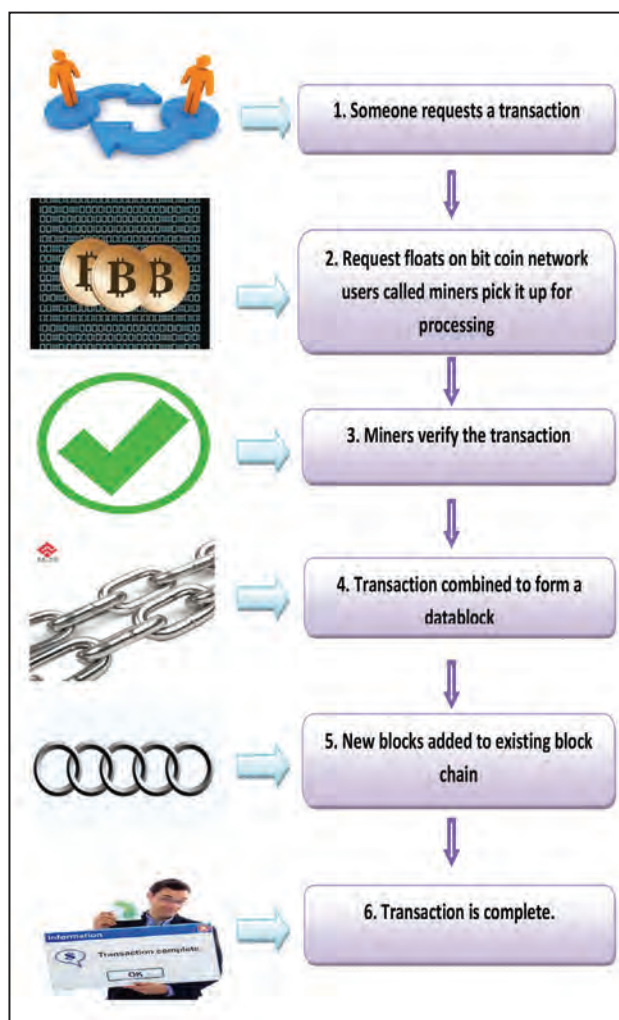 1. Someone requests a transaction
B B B
2. Request floats on bit coin network
users called miners pick it up for
processing
3. Miners verify the transaction
4. Transaction combined to form a
datablock
5. New blocks added to existing block
chain
Information
$ Transaction complete.
OK
6. Transaction is complete.